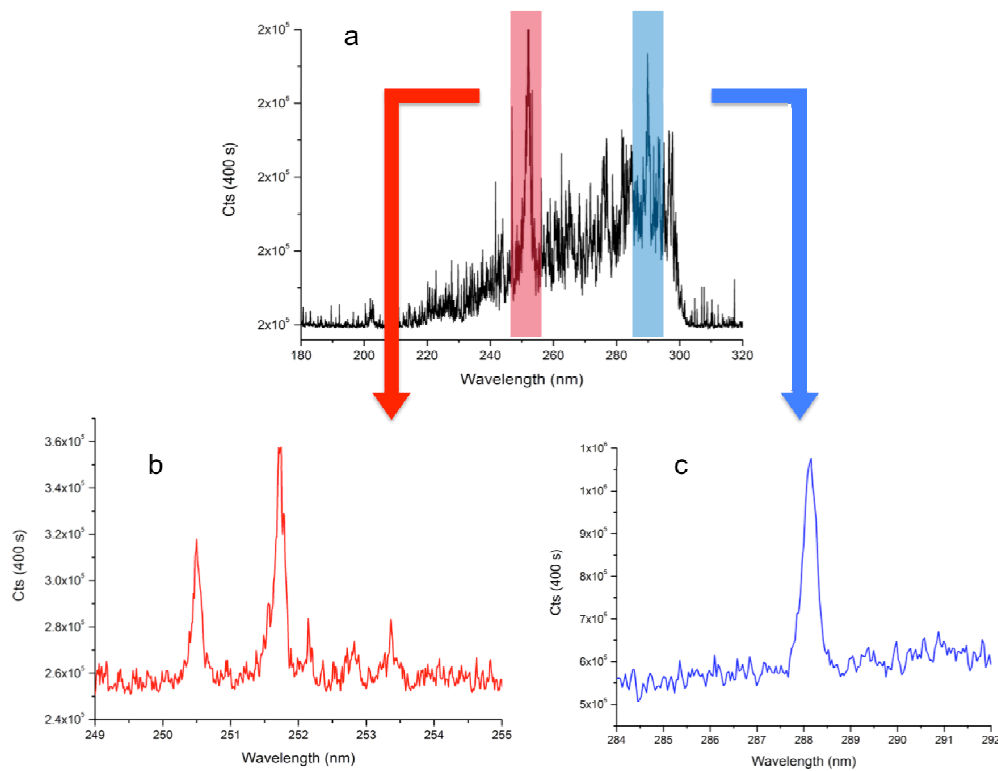 a
2x10⁵
2x10⁵
2x10⁵
2x10⁵
2x10⁵
Cts (400 s)
180 200 220 240 260 280 300 320
Wavelength (nm)
b
3.6x10⁵
3.4x10⁵
3.2x10⁵
3.0x10⁵
2.8x10⁵
2.6x10⁵
2.4x10⁵
Cts (400 s)
249 250 251 252 253 254 255
Wavelength (nm)
c
1x10⁶
1x10⁶
9x10⁵
8x10⁵
7x10⁵
6x10⁵
5x10⁵
Cts (400 s)
284 285 286 287 288 289 290 291 292
Wavelength (nm)